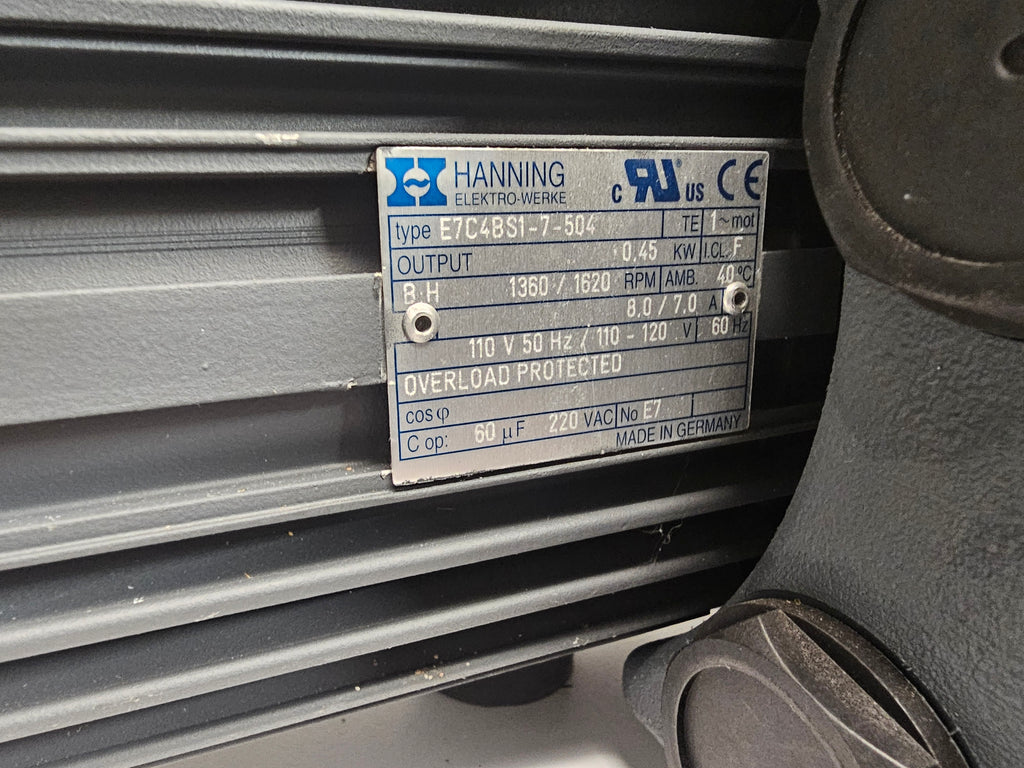 HANNING
ELEKTRO-WERKE
c RU® US CE
type E7C4BS1-7-504 TE 1~mot
OUTPUT 0,45 KW I.CL. F
B·H 1360 / 1620 RPM AMB. 40 °C
8.0 / 7.0 A
110 V 50 Hz / 110 - 120 V 60 Hz
OVERLOAD PROTECTED
cos φ
C op: 60 µF 220 VAC No E7
MADE IN GERMANY